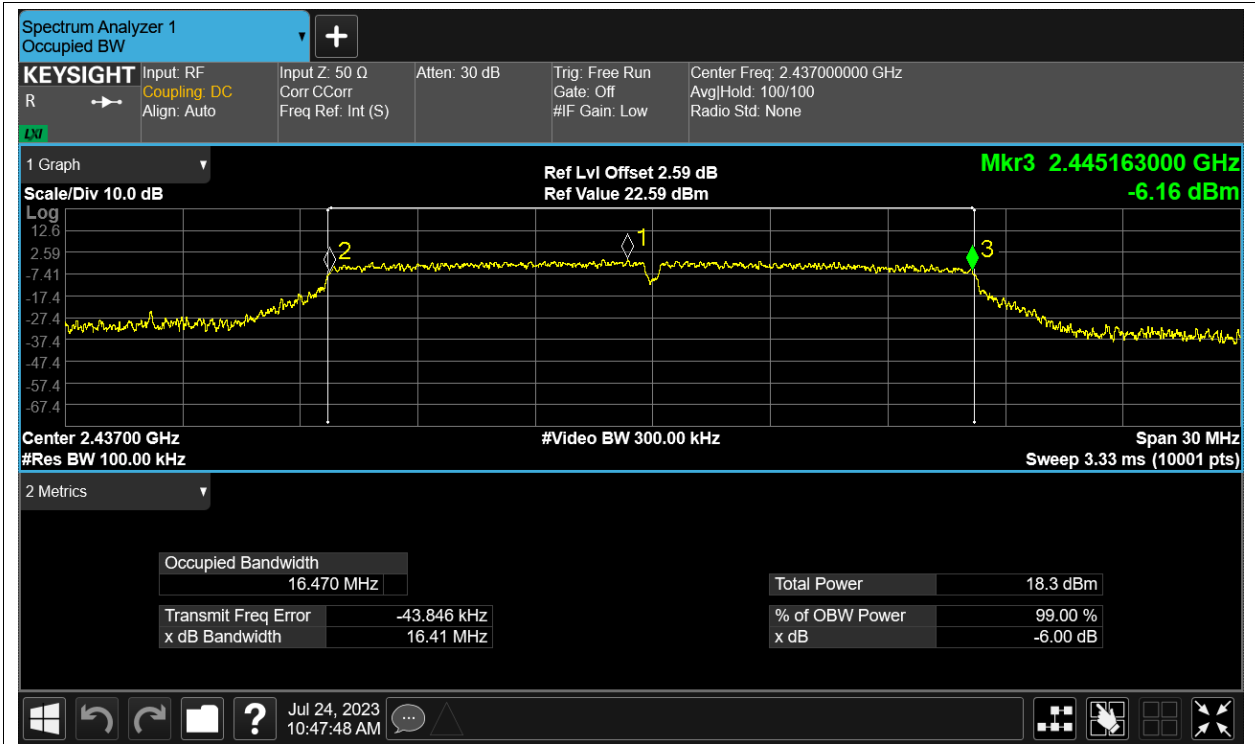 Spectrum Analyzer 1
Occupied BW
KEYSIGHT
R
LXI
Input: RF
Coupling: DC
Align: Auto
Input Z: 50 Ω
Corr CCorr
Freq Ref: Int (S)
Atten: 30 dB
Trig: Free Run
Gate: Off
#IF Gain: Low
Center Freq: 2.437000000 GHz
Avg|Hold: 100/100
Radio Std: None
1 Graph
Scale/Div 10.0 dB
Ref Lvl Offset 2.59 dB
Ref Value 22.59 dBm
Mkr3 2.445163000 GHz
-6.16 dBm
Log
12.6
2.59
-7.41
-17.4
-27.4
-37.4
-47.4
-57.4
-67.4
2
1
3
Center 2.43700 GHz
#Res BW 100.00 kHz
#Video BW 300.00 kHz
Span 30 MHz
Sweep 3.33 ms (10001 pts)
2 Metrics
Occupied Bandwidth
16.470 MHz
Transmit Freq Error -43.846 kHz
x dB Bandwidth 16.41 MHz
Total Power 18.3 dBm
% of OBW Power 99.00 %
x dB -6.00 dB
?
Jul 24, 2023
10:47:48 AM